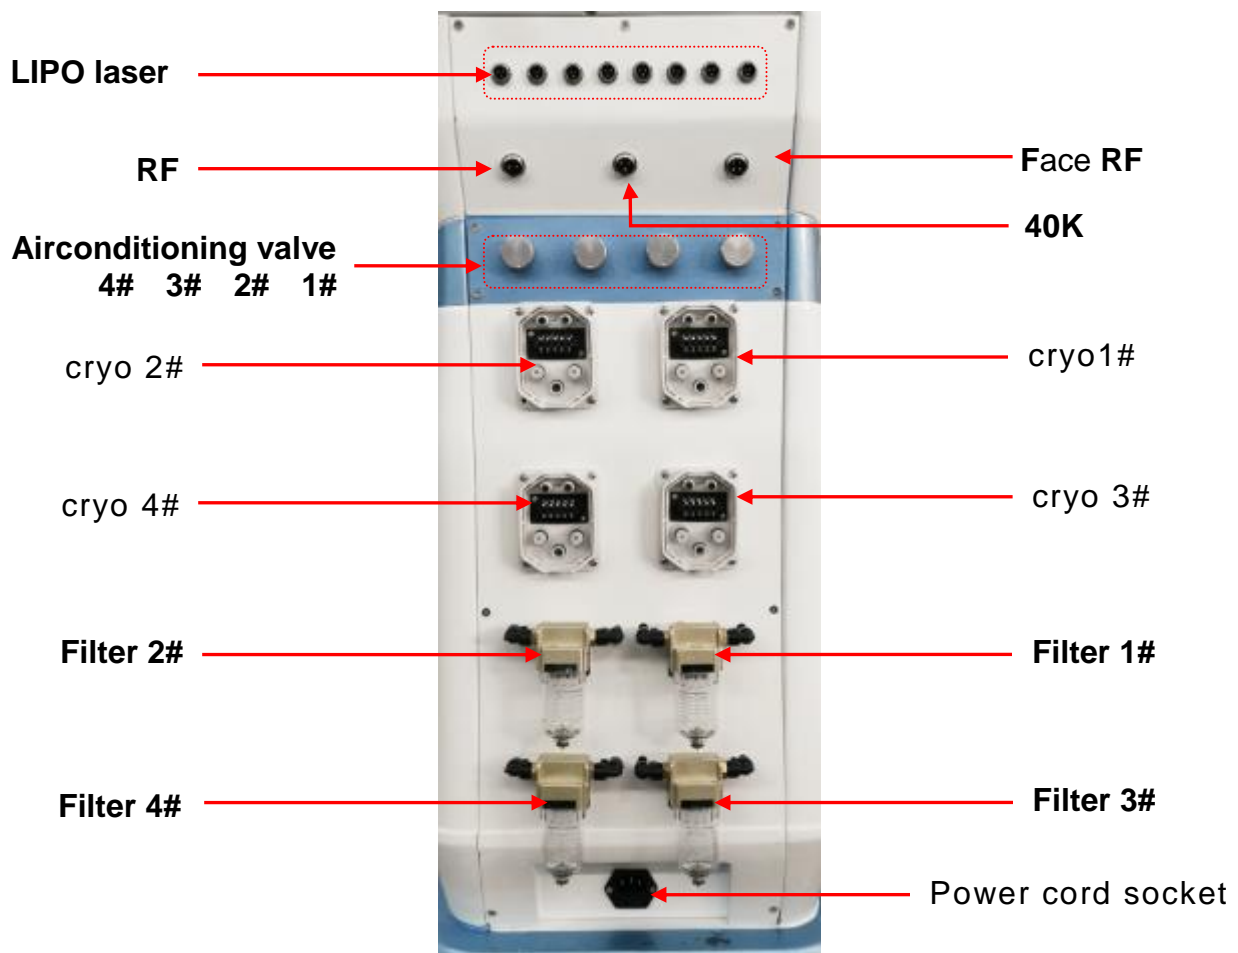 LIPO laser
RF
Face RF
40K
Airconditioning valve
4# 3# 2# 1#
cryo 2#
cryo1#
cryo 4#
cryo 3#
Filter 2#
Filter 1#
Filter 4#
Filter 3#
Power cord socket